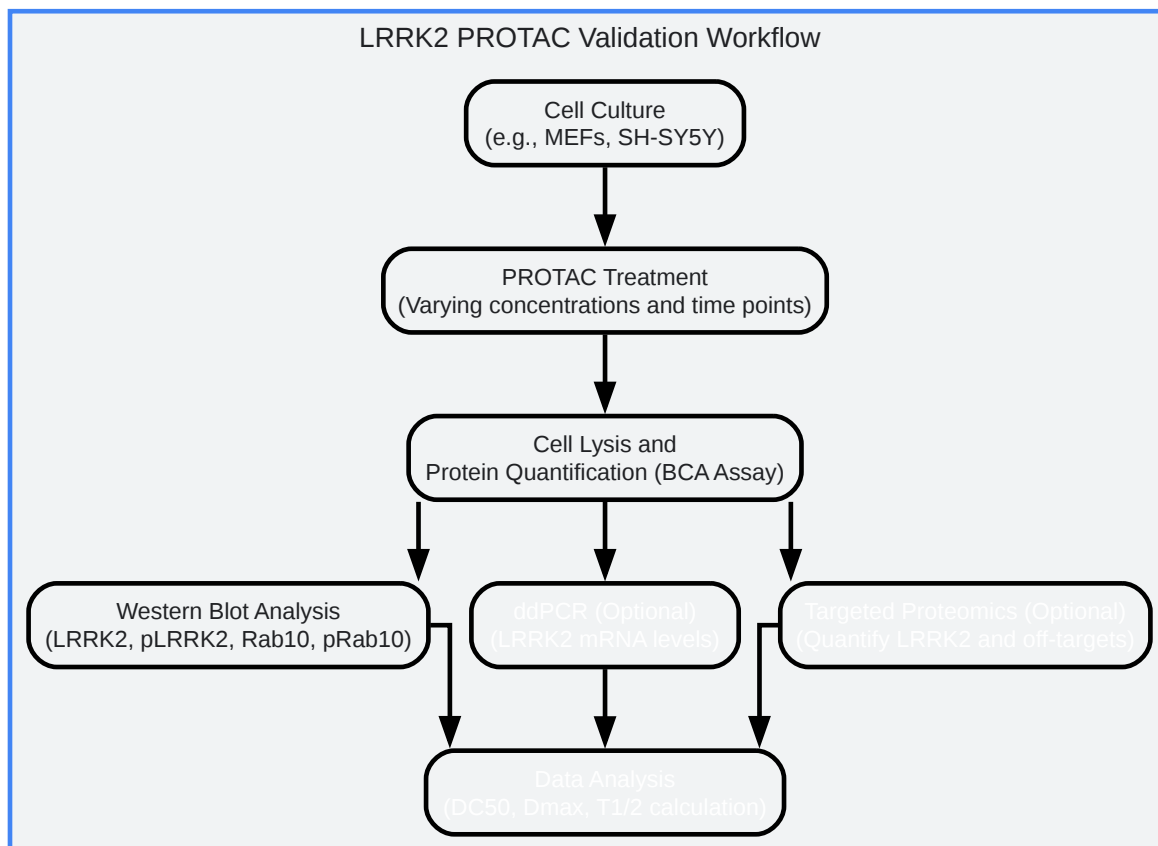 LRRK2 PROTAC Validation Workflow
Cell Culture
(e.g., MEFs, SH-SY5Y)
PROTAC Treatment
(Varying concentrations and time points)
Cell Lysis and
Protein Quantification (BCA Assay)
Western Blot Analysis
(LRRK2, pLRRK2, Rab10, pRab10)
ddPCR (Optional)
(LRRK2 mRNA levels)
Targeted Proteomics (Optional)
(Quantify LRRK2 and off-targets)
Data Analysis
(DC50, Dmax, T1/2 calculation)